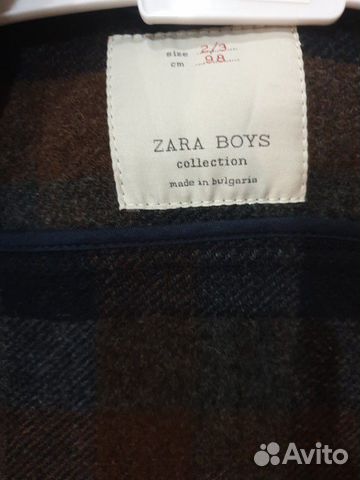 size 2/3
cm 98
ZARA BOYS
collection
made in bulgaria
Avito